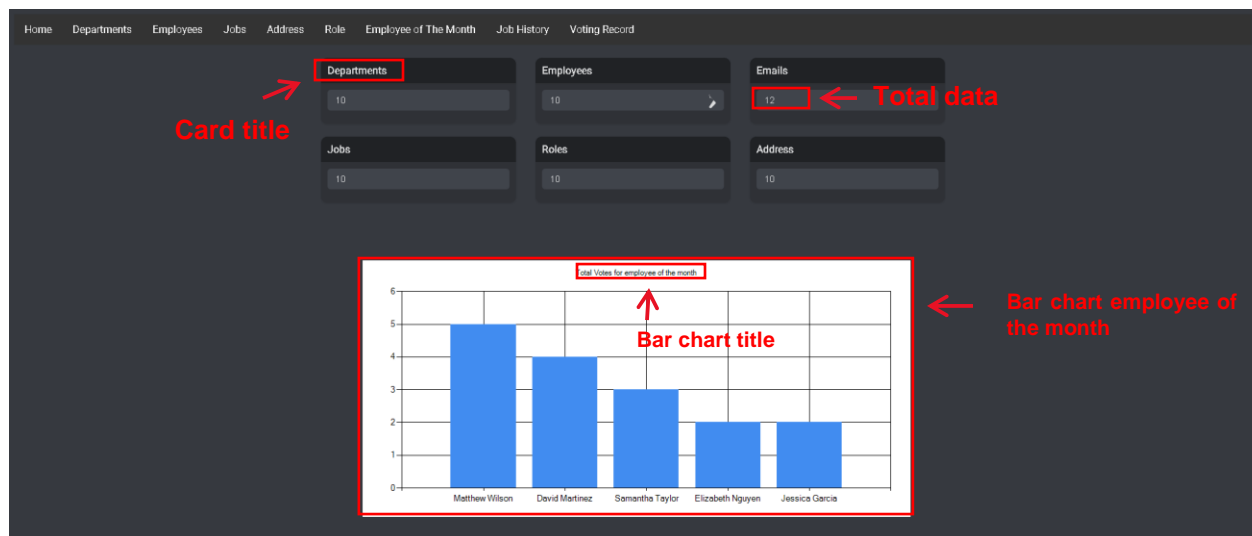 Home Departments Employees Jobs Address Role Employee of The Month Job History Voting Record
Departments Employees Emails
10 10 12 Total data
Card title
Jobs Roles Address
10 10 10
Total Votes for employee of the month
6
5
4
3
2
1
0
Bar chart title
Bar chart employee of
the month
Matthew Wilson David Martinez Samantha Taylor Elizabeth Nguyen Jessica Garcia